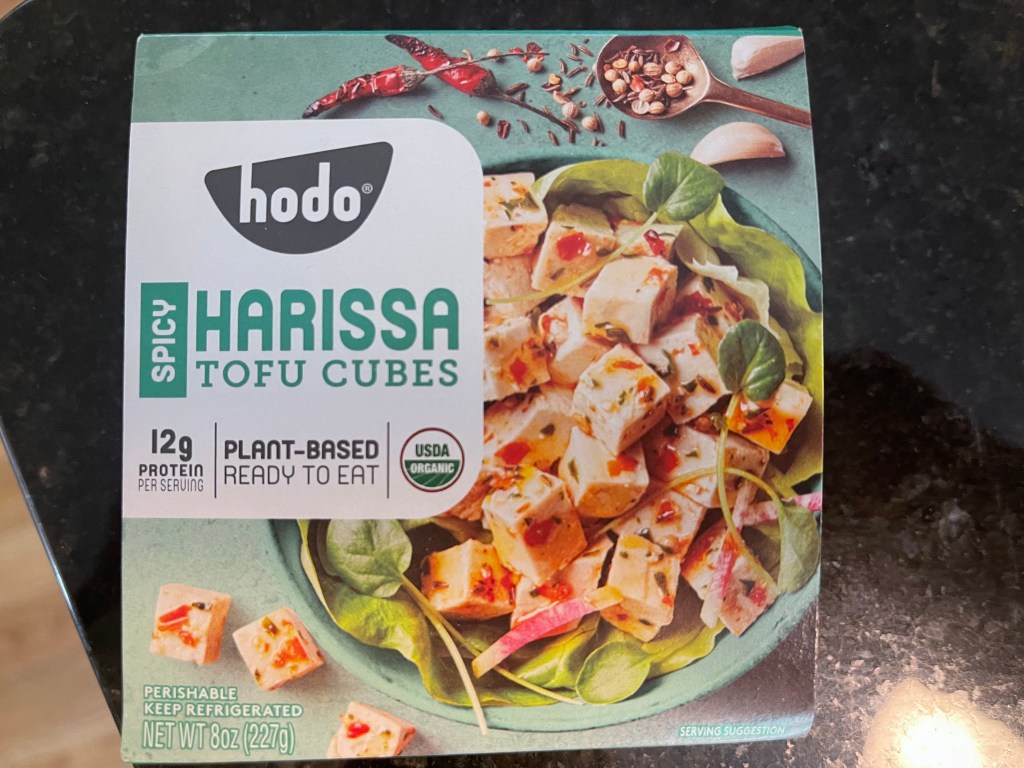 hodo®
SPICY
HARISSA
TOFU CUBES
12g
PROTEIN
PER SERVING
PLANT-BASED
READY TO EAT
USDA
ORGANIC
PERISHABLE
KEEP REFRIGERATED
NET WT 8oz (227g)
SERVING SUGGESTION